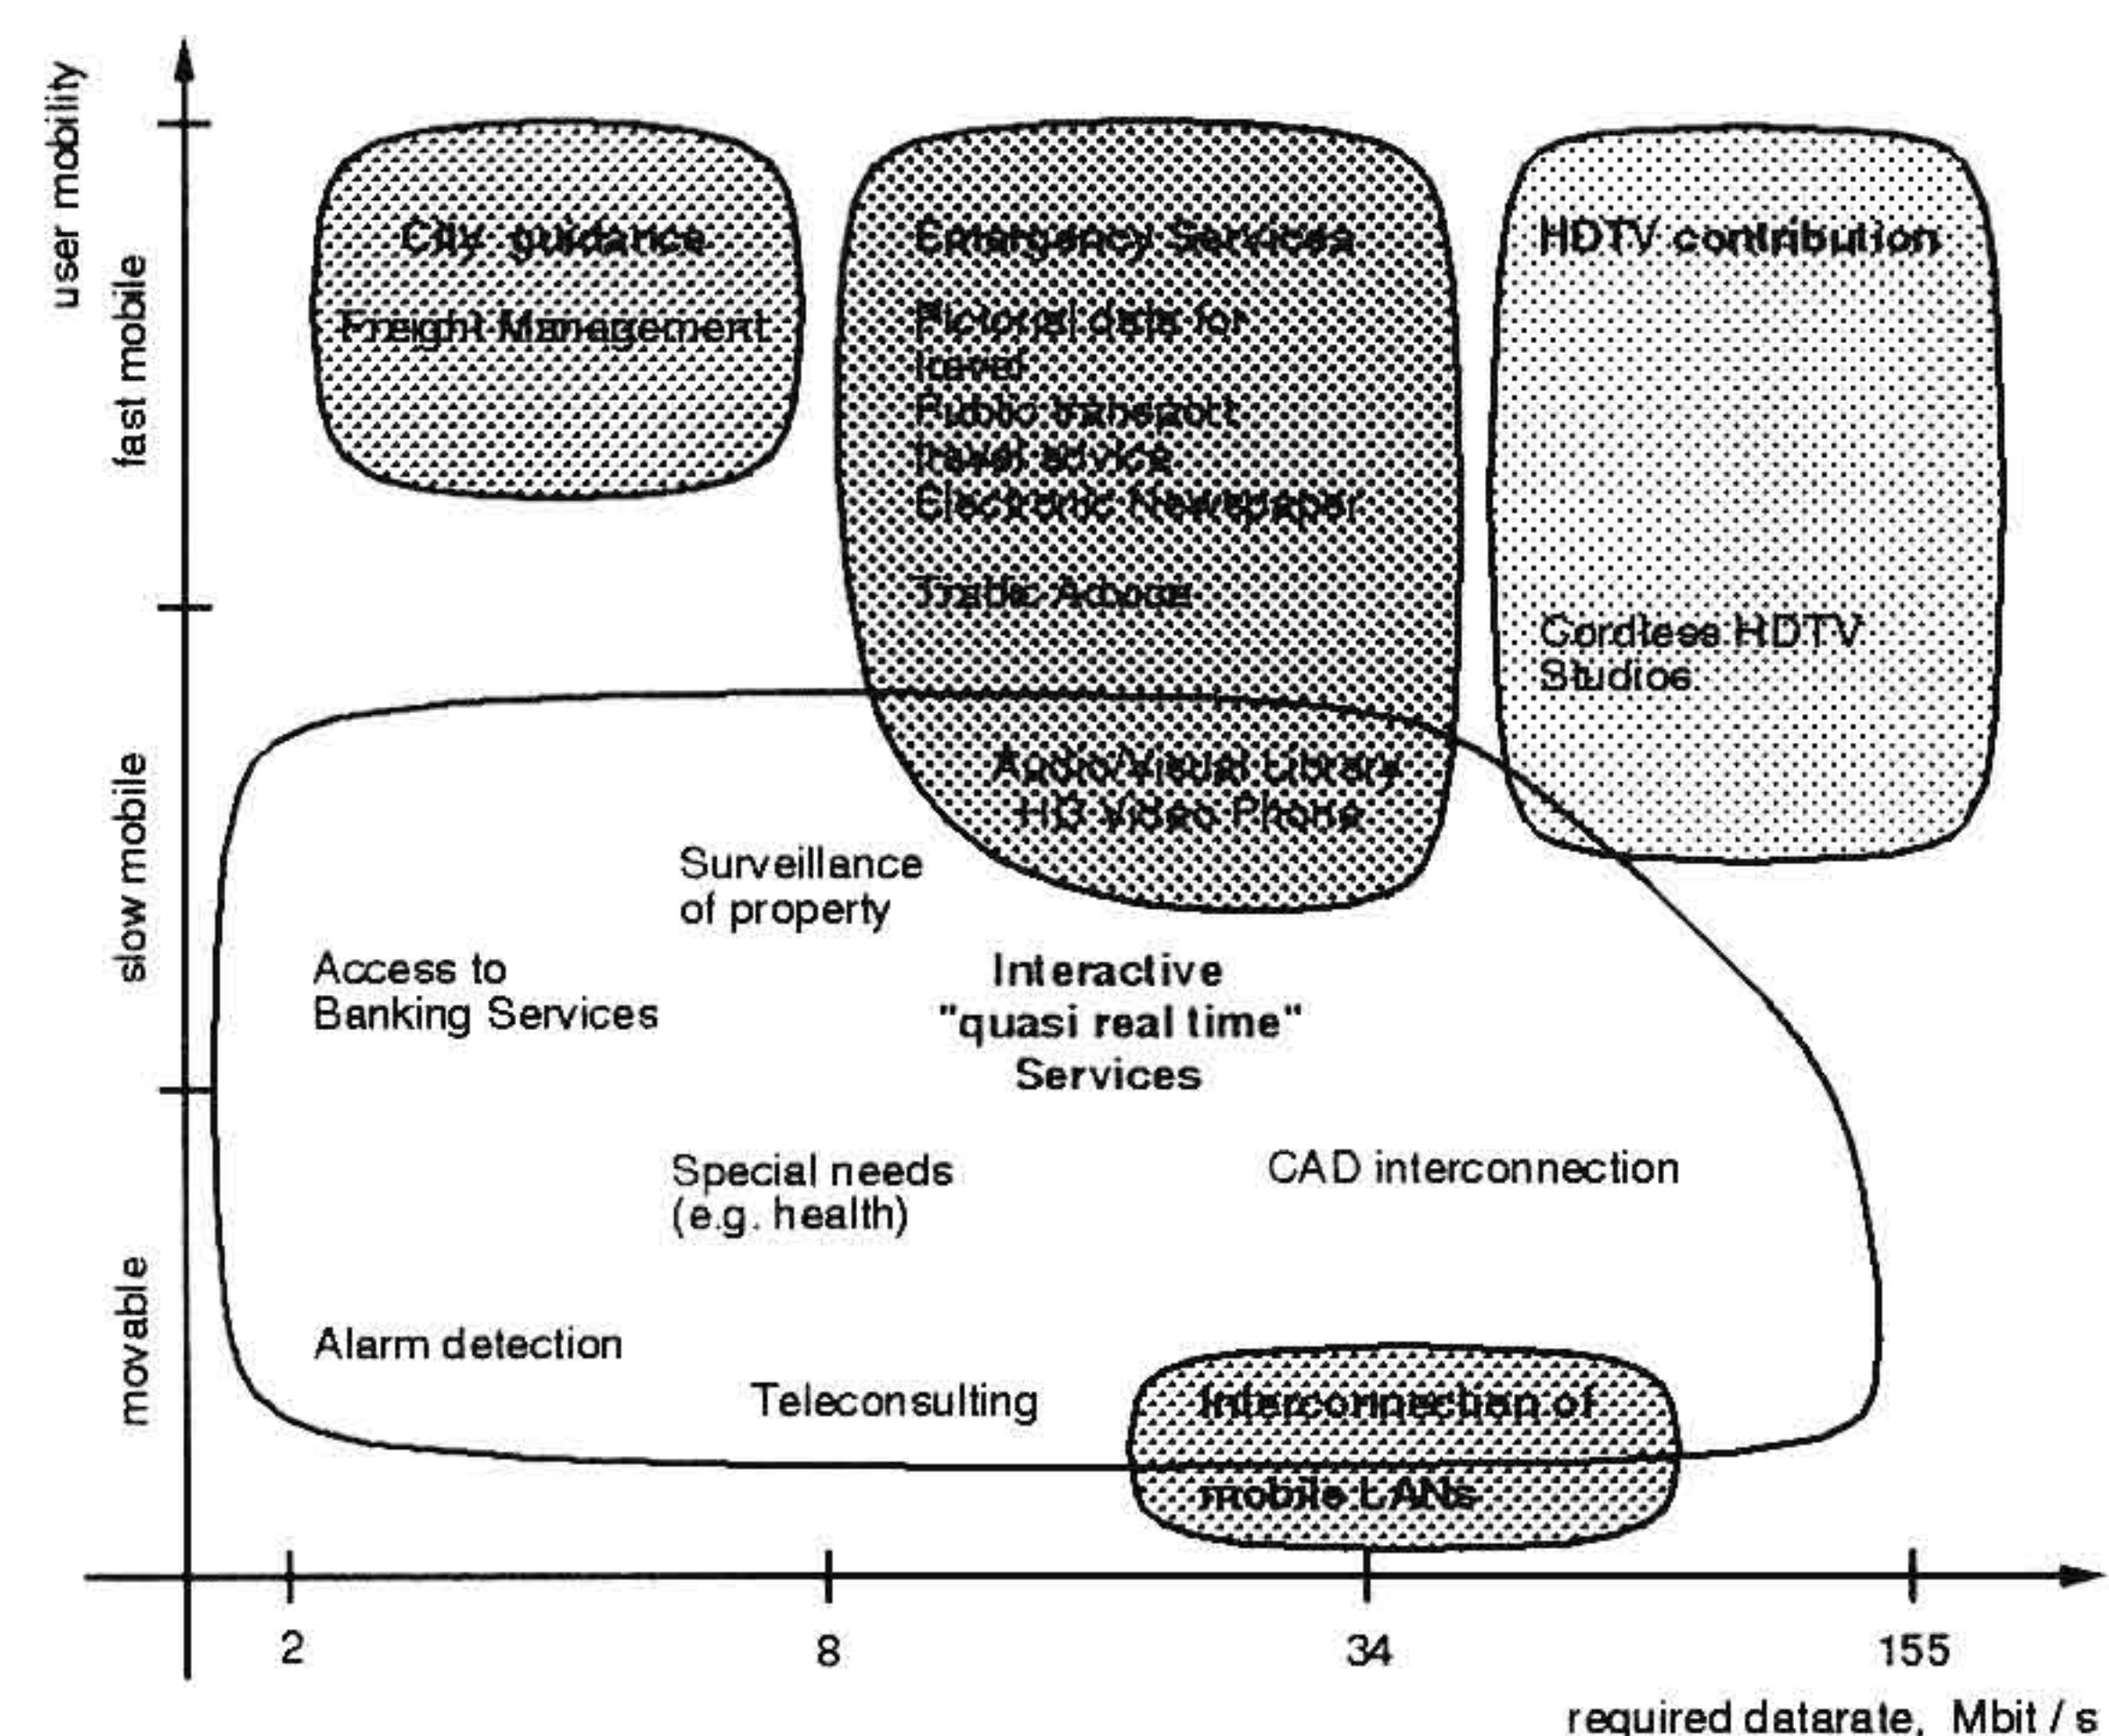 user mobility
fast mobile
slow mobile
movable
City guidance
Freight Management
Emergency Services
Pictorial data for
travel
Public transport
travel advice
Electronic Newspaper
Traffic Advice
HDTV contribution
Cordless HDTV
Studios
Audio/Visual Library
HQ Video Phone
Surveillance
of property
Access to
Banking Services
Interactive
"quasi real time"
Services
Special needs
(e.g. health)
CAD interconnection
Alarm detection
Teleconsulting
Interconnection of
mobile LANs
2
8
34
155
required datarate, Mbit / s